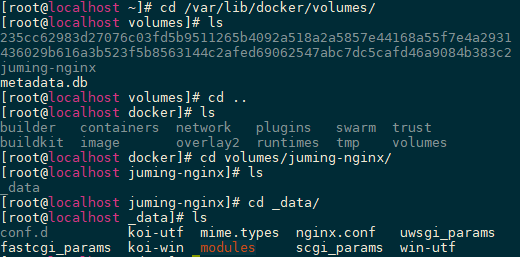 [root@localhost ~]# cd /var/lib/docker/volumes/
[root@localhost volumes]# ls
235cc62983d27076c03fd5b9511265b4092a518a2a5857e44168a55f7e4a2931
436029b616a3b523f5b8563144c2afed69062547abc7dc5cafd46a9084b383c2
juming-nginx
metadata.db
[root@localhost volumes]# cd ..
[root@localhost docker]# ls
builder containers network plugins swarm trust
buildkit image overlay2 runtimes tmp volumes
[root@localhost docker]# cd volumes/juming-nginx/
[root@localhost juming-nginx]# ls
_data
[root@localhost juming-nginx]# cd _data/
[root@localhost _data]# ls
conf.d koi-utf mime.types nginx.conf uwsgi_params
fastcgi_params koi-win modules scgi_params win-utf